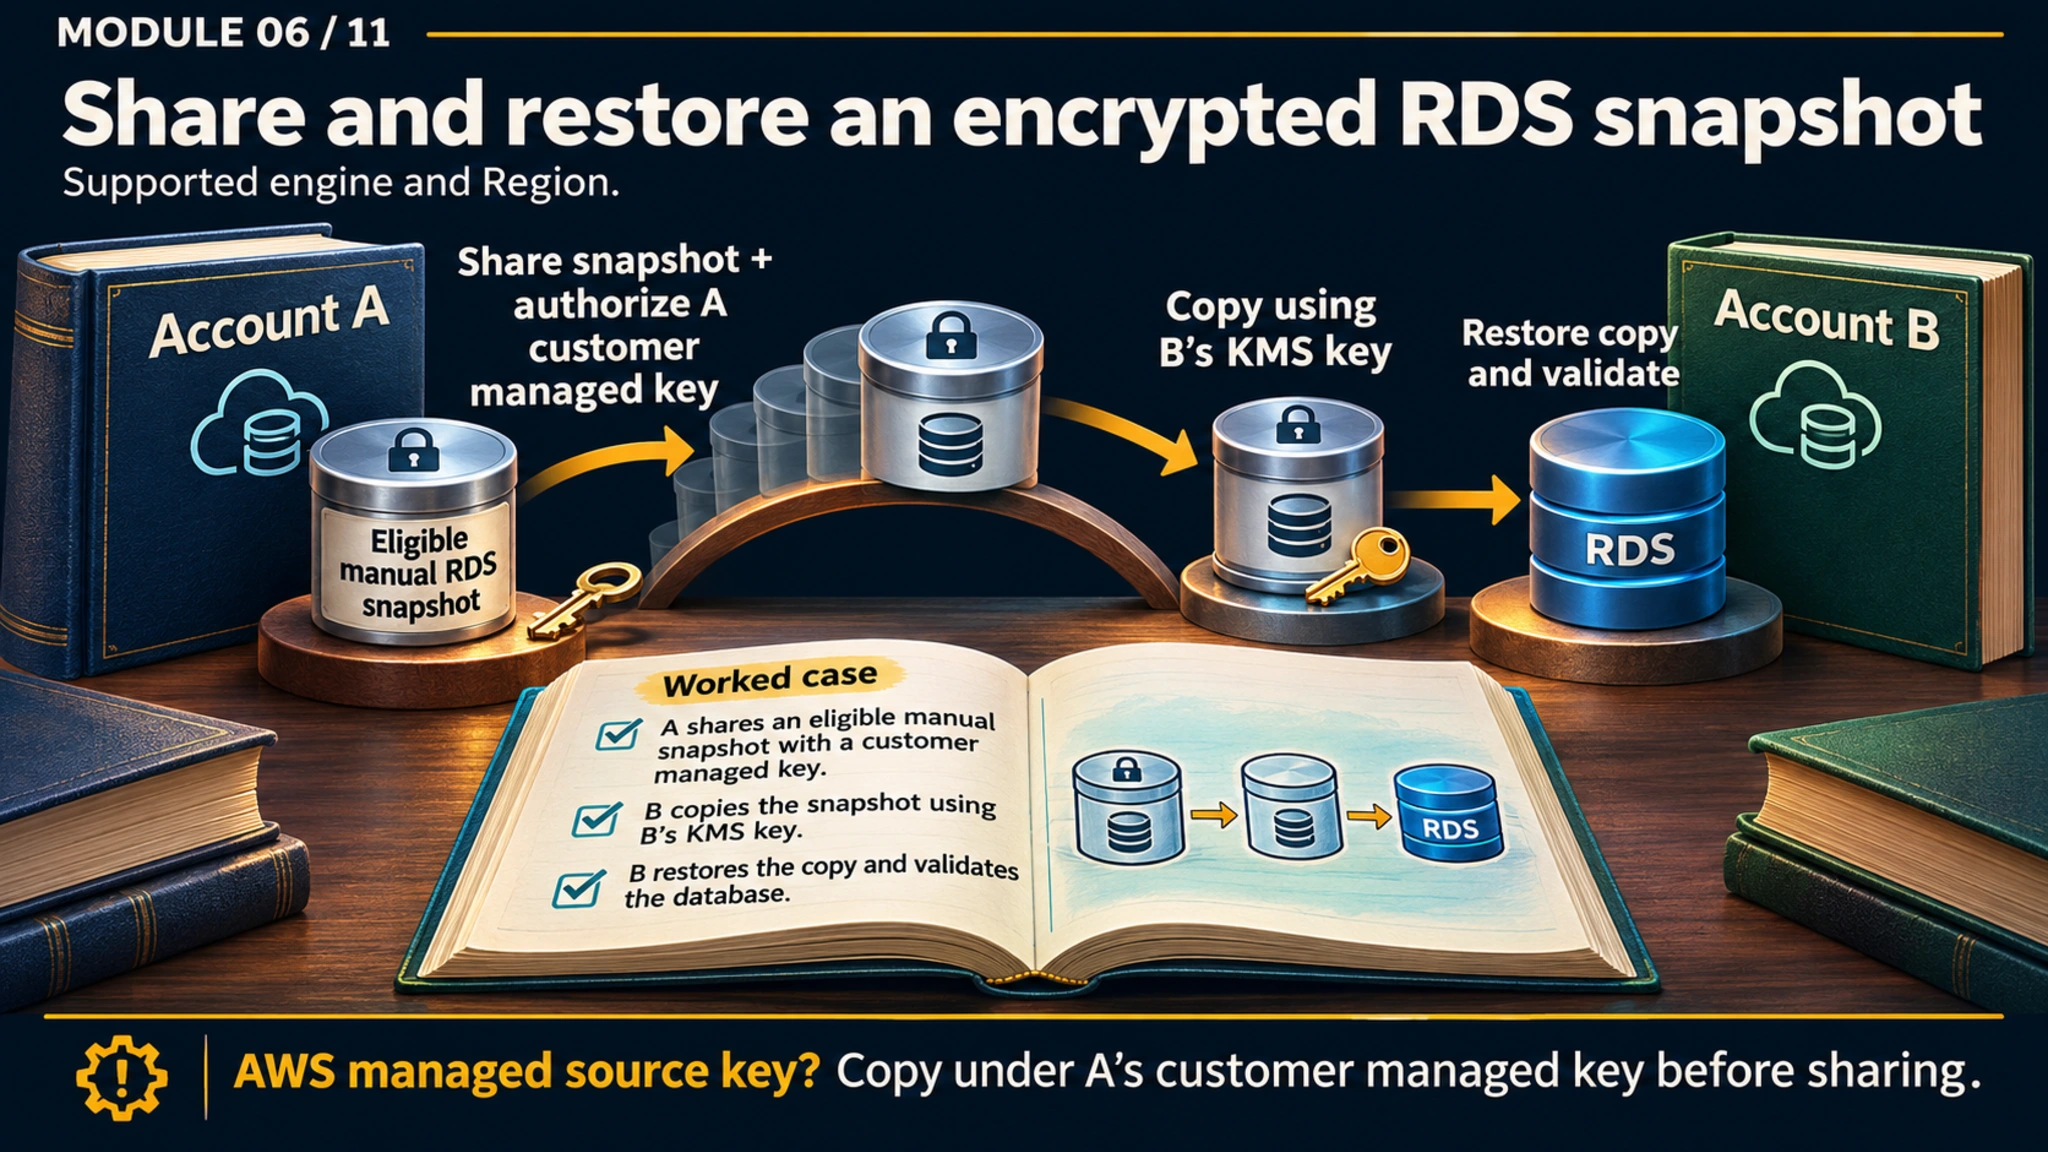 MODULE 06 / 11
Share and restore an encrypted RDS snapshot
Supported engine and Region.
Account A
Share snapshot +
authorize A
customer
managed key
Copy using
B's KMS key
Restore copy
and validate
Account B
Eligible
manual RDS
snapshot
RDS
Worked case
A shares an eligible manual
snapshot with a customer
managed key.
B copies the snapshot using
B's KMS key.
B restores the copy and validates
the database.
RDS
AWS managed source key? Copy under A's customer managed key before sharing.